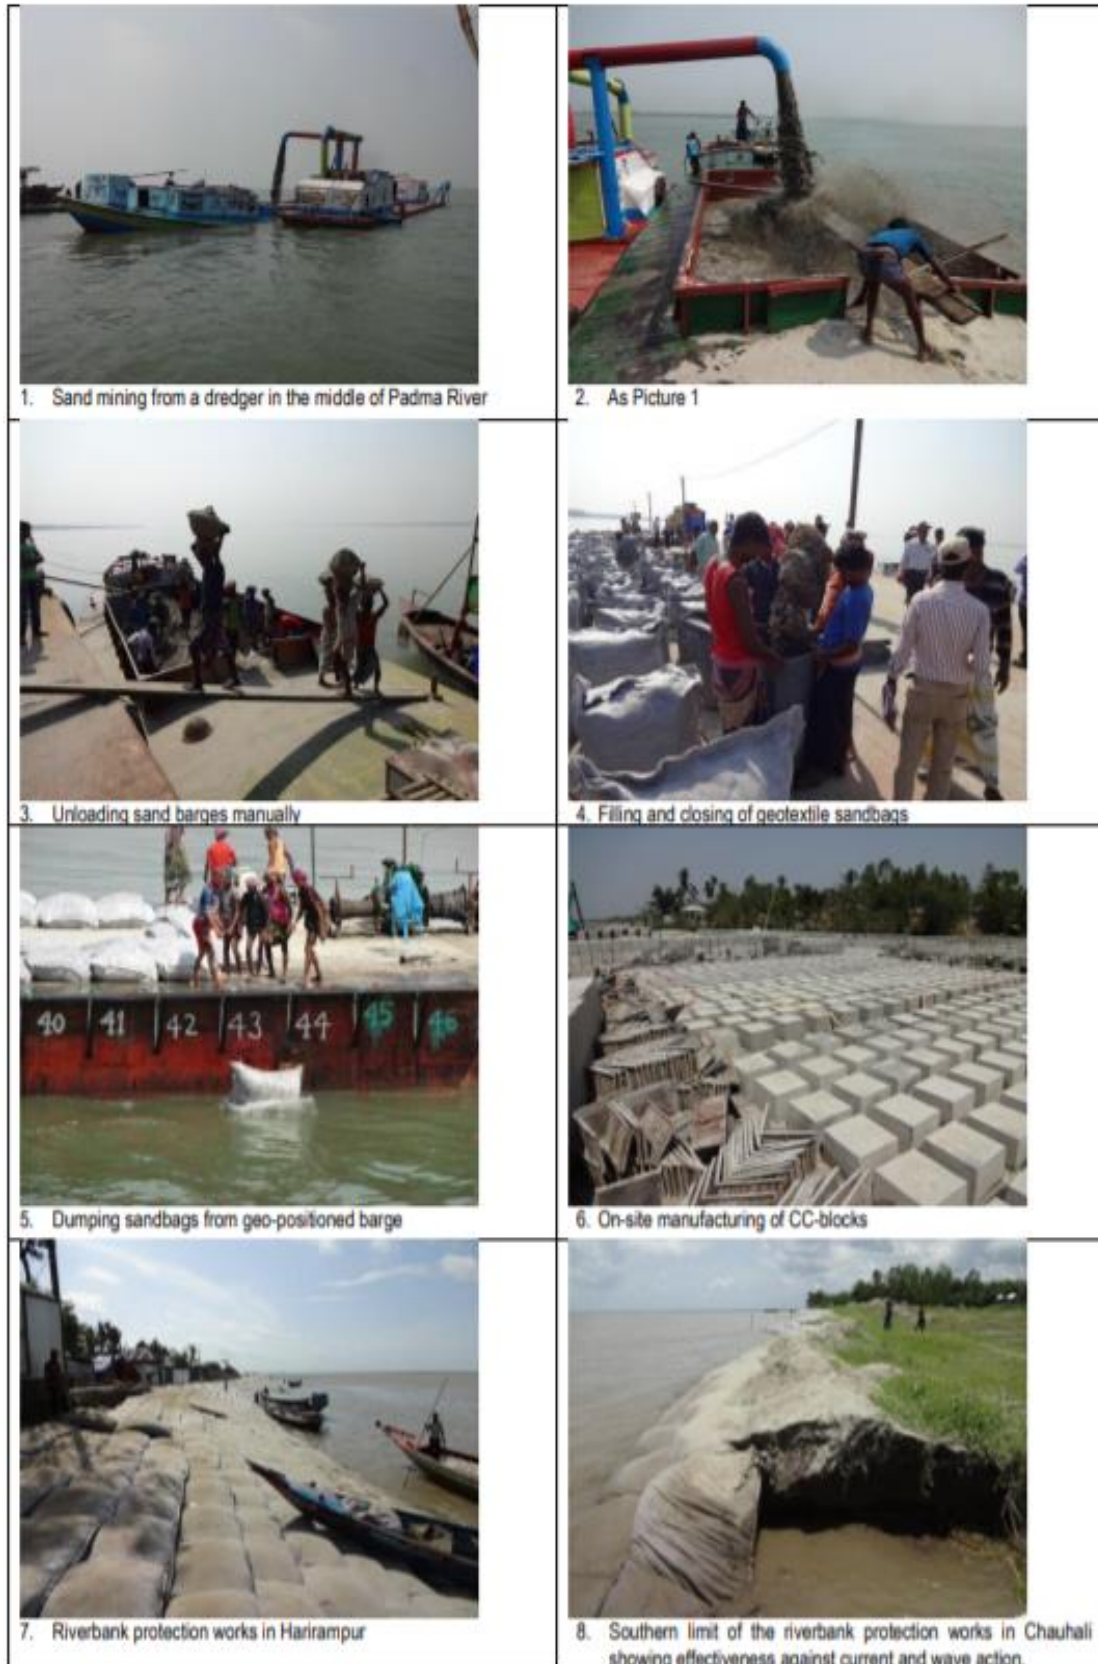 1. Sand mining from a dredger in the middle of Padma River
2. As Picture 1
3. Unloading sand barges manually
4. Filling and closing of geotextile sandbags
40 41 42 43 44 45 46
5. Dumping sandbags from geo-positioned barge
6. On-site manufacturing of CC-blocks
7. Riverbank protection works in Harirampur
8. Southern limit of the riverbank protection works in Chauhali
showing effectiveness against current and wave action.